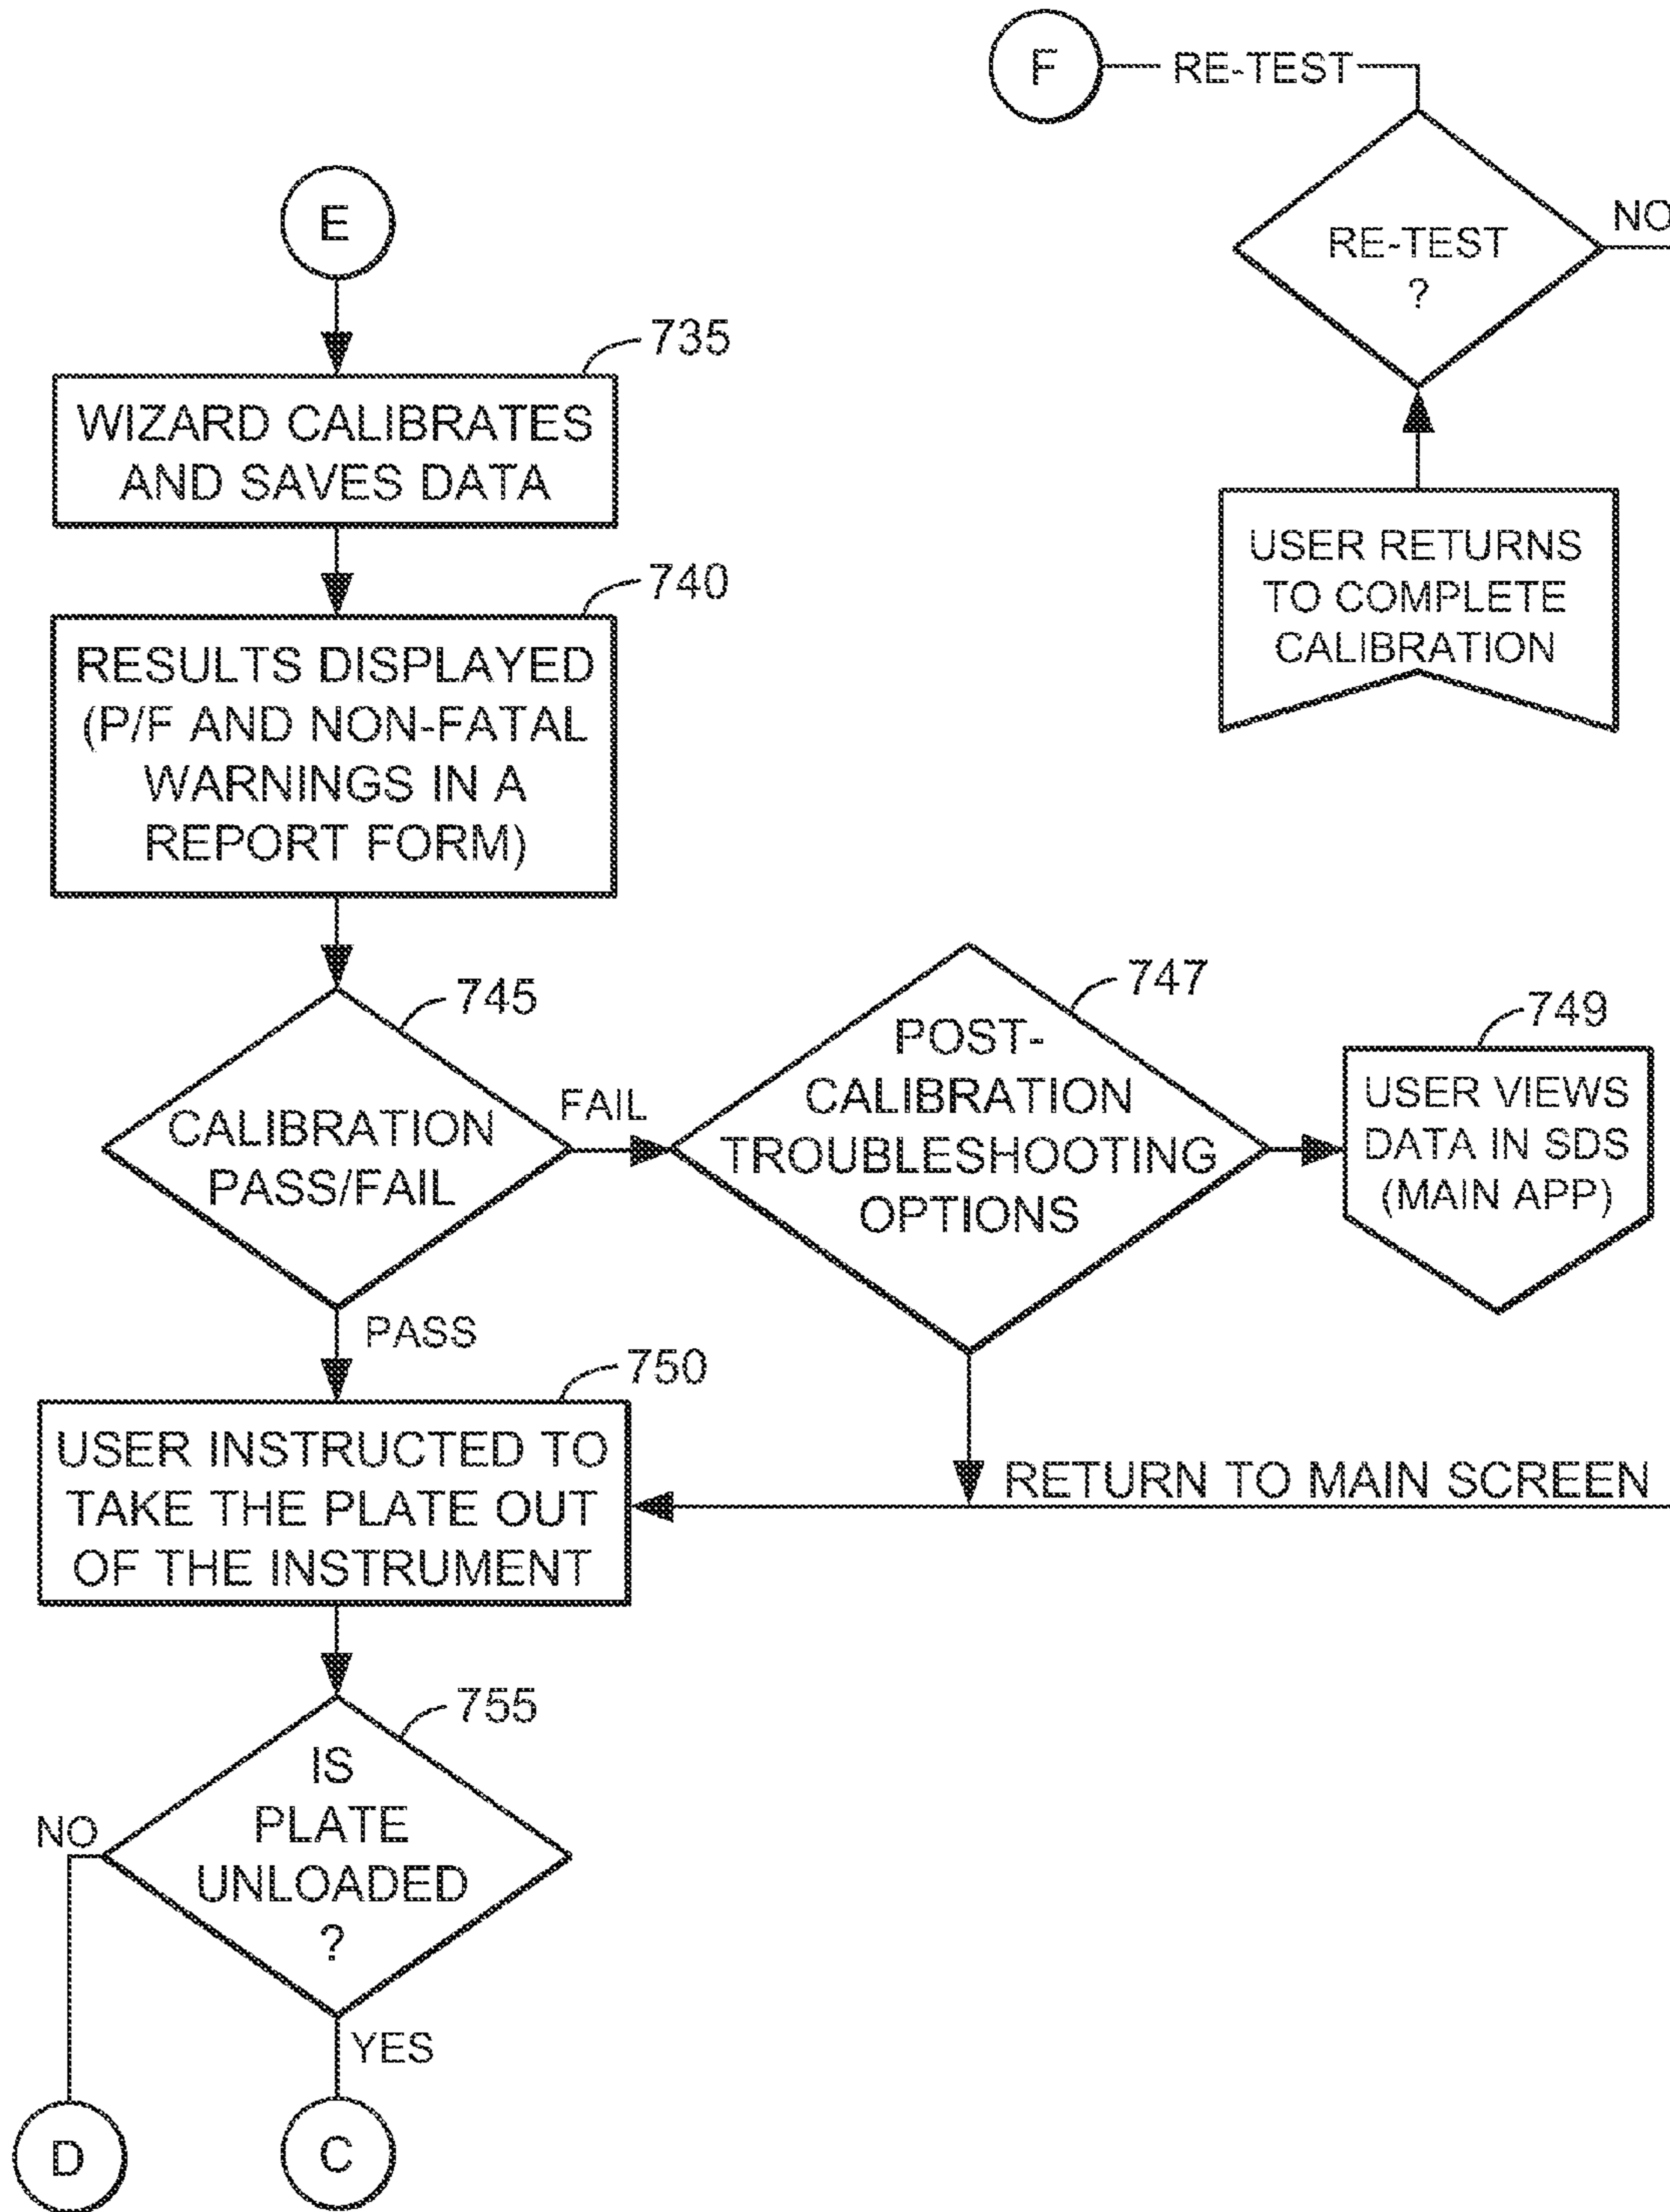 F
RE-TEST
RE-TEST
?
NO
USER RETURNS
TO COMPLETE
CALIBRATION
E
735
WIZARD CALIBRATES
AND SAVES DATA
740
RESULTS DISPLAYED
(P/F AND NON-FATAL
WARNINGS IN A
REPORT FORM)
745
CALIBRATION
PASS/FAIL
FAIL
PASS
747
POST-
CALIBRATION
TROUBLESHOOTING
OPTIONS
749
USER VIEWS
DATA IN SDS
(MAIN APP)
RETURN TO MAIN SCREEN
750
USER INSTRUCTED TO
TAKE THE PLATE OUT
OF THE INSTRUMENT
755
IS
PLATE
UNLOADED
?
NO
YES
D
C